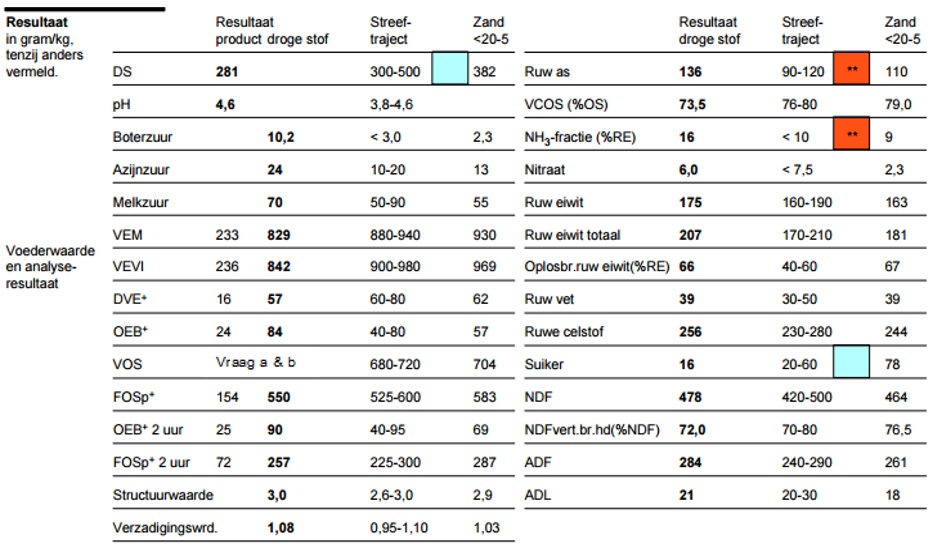 Resultaat Resultaat Streef- Zand Resultaat Streef- Zand
in gram/kg, product droge stof traject <20-5 droge stof traject <20-5
tenzij anders
vermeld.
DS 281 300-500 382 Ruw as 136 90-120 ** 110
pH 4,6 3,8-4,6 VCOS (%OS) 73,5 76-80 79,0
Boterzuur 10,2 < 3,0 2,3 NH3-fractie (%RE) 16 < 10 ** 9
Azijnzuur 24 10-20 13 Nitraat 6,0 < 7,5 2,3
Melkzuur 70 50-90 55 Ruw eiwit 175 160-190 163
VEM 233 829 880-940 930 Ruw eiwit totaal 207 170-210 181
Voederwaarde
en analyse-
resultaat
VEVI 236 842 900-980 969 Oplosbr.ruw eiwit(%RE) 66 40-60 67
DVE+ 16 57 60-80 62 Ruw vet 39 30-50 39
OEB+ 24 84 40-80 57 Ruwe celstof 256 230-280 244
VOS Vraag a & b 680-720 704 Suiker 16 20-60 78
FOSp+ 154 550 525-600 583 NDF 478 420-500 464
OEB+ 2 uur 25 90 40-95 69 NDFvert.br.hd(%NDF) 72,0 70-80 76,5
FOSp+ 2 uur 72 257 225-300 287 ADF 284 240-290 261
Structuurwaarde 3,0 2,6-3,0 2,9 ADL 21 20-30 18
Verzadigingswrd. 1,08 0,95-1,10 1,03